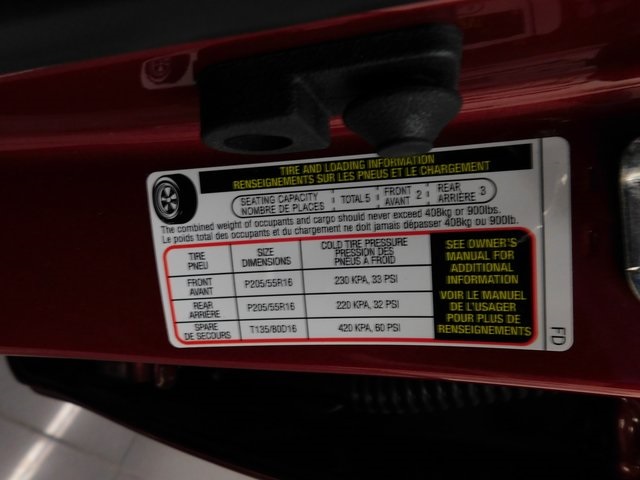 TIRE AND LOADING INFORMATION
RENSEIGNEMENTS SUR LES PNEUS ET LE CHARGEMENT
SEATING CAPACITY
NOMBRE DE PLACES
TOTAL 5
FRONT
AVANT
2
REAR
ARRIÈRE
3
The combined weight of occupants and cargo should never exceed 408kg or 900lbs.
Le poids total des occupants et du chargement ne doit jamais dépasser 408kg ou 900lb.
TIRE
PNEU
SIZE
DIMENSIONS
COLD TIRE PRESSURE
PRESSION DES
PNEUS A FROID
FRONT
AVANT
P205/55R16
230 KPA, 33 PSI
REAR
ARRIÈRE
P205/55R16
220 KPA, 32 PSI
SPARE
DE SECOURS
T135/80D16
420 KPA, 60 PSI
SEE OWNER'S
MANUAL FOR
ADDITIONAL
INFORMATION
VOIR LE MANUEL
DE L'USAGER
POUR PLUS DE
RENSEIGNEMENTS
FD